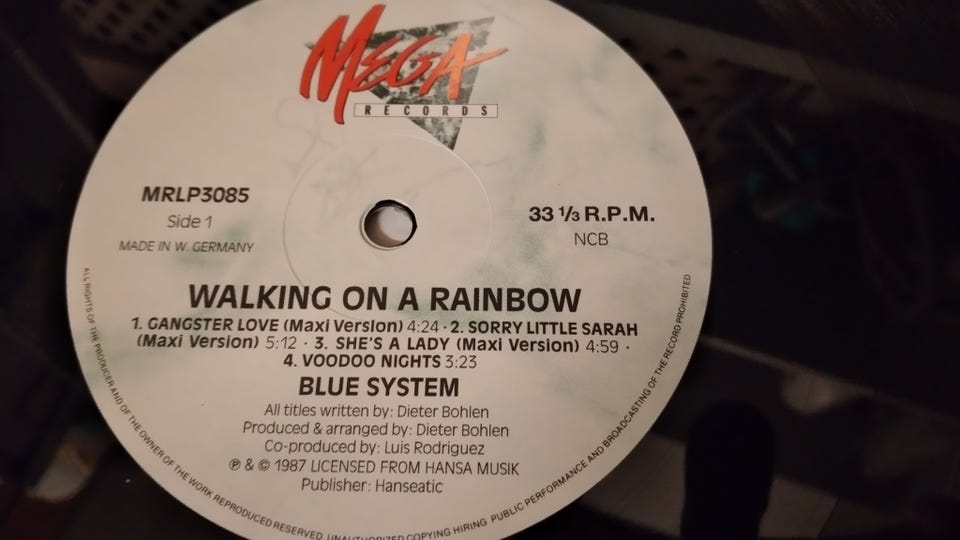 MEGA
RECORDS
MRLP3085
Side 1
MADE IN W. GERMANY
33 1/3 R.P.M.
NCB
WALKING ON A RAINBOW
1. GANGSTER LOVE (Maxi Version) 4:24 · 2. SORRY LITTLE SARAH
(Maxi Version) 5:12 · 3. SHE'S A LADY (Maxi Version) 4:59 ·
4. VOODOO NIGHTS 3:23
BLUE SYSTEM
All titles written by: Dieter Bohlen
Produced & arranged by: Dieter Bohlen
Co-produced by: Luis Rodriguez
℗ & © 1987 LICENSED FROM HANSA MUSIK
Publisher: Hanseatic
ALL RIGHTS OF THE PRODUCER AND OF THE OWNER OF THE WORK REPRODUCED RESERVED. UNAUTHORIZED COPYING HIRING PUBLIC PERFORMANCE AND BROADCASTING OF THE RECORD PROHIBITED